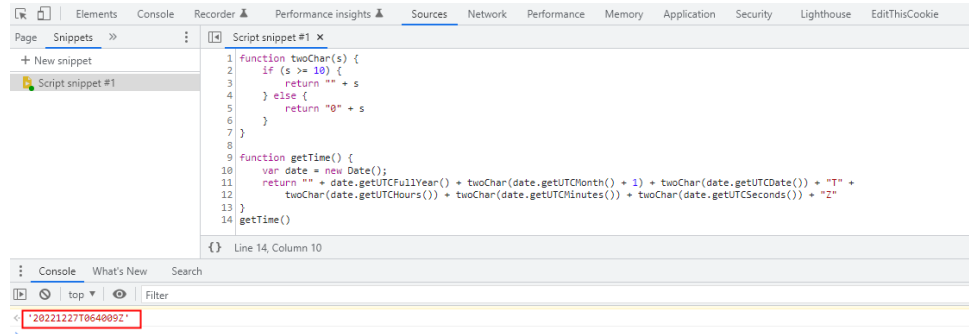 Elements Console Recorder Performance insights Sources Network Performance Memory Application Security Lighthouse EditThisCookie
Page Snippets » Script snippet #1 ×
+ New snippet
Script snippet #1
1 function twoChar(s) {
2     if (s >= 10) {
3         return "" + s
4     } else {
5         return "0" + s
6     }
7 }
8
9 function getTime() {
10     var date = new Date();
11     return "" + date.getUTCFullYear() + twoChar(date.getUTCMonth() + 1) + twoChar(date.getUTCDate()) + "T" +
12         twoChar(date.getUTCHours()) + twoChar(date.getUTCMinutes()) + twoChar(date.getUTCSeconds()) + "Z"
13 }
14 getTime()
{} Line 14, Column 10
Console What's New Search
top ▼ Filter
'20221227T064009Z'